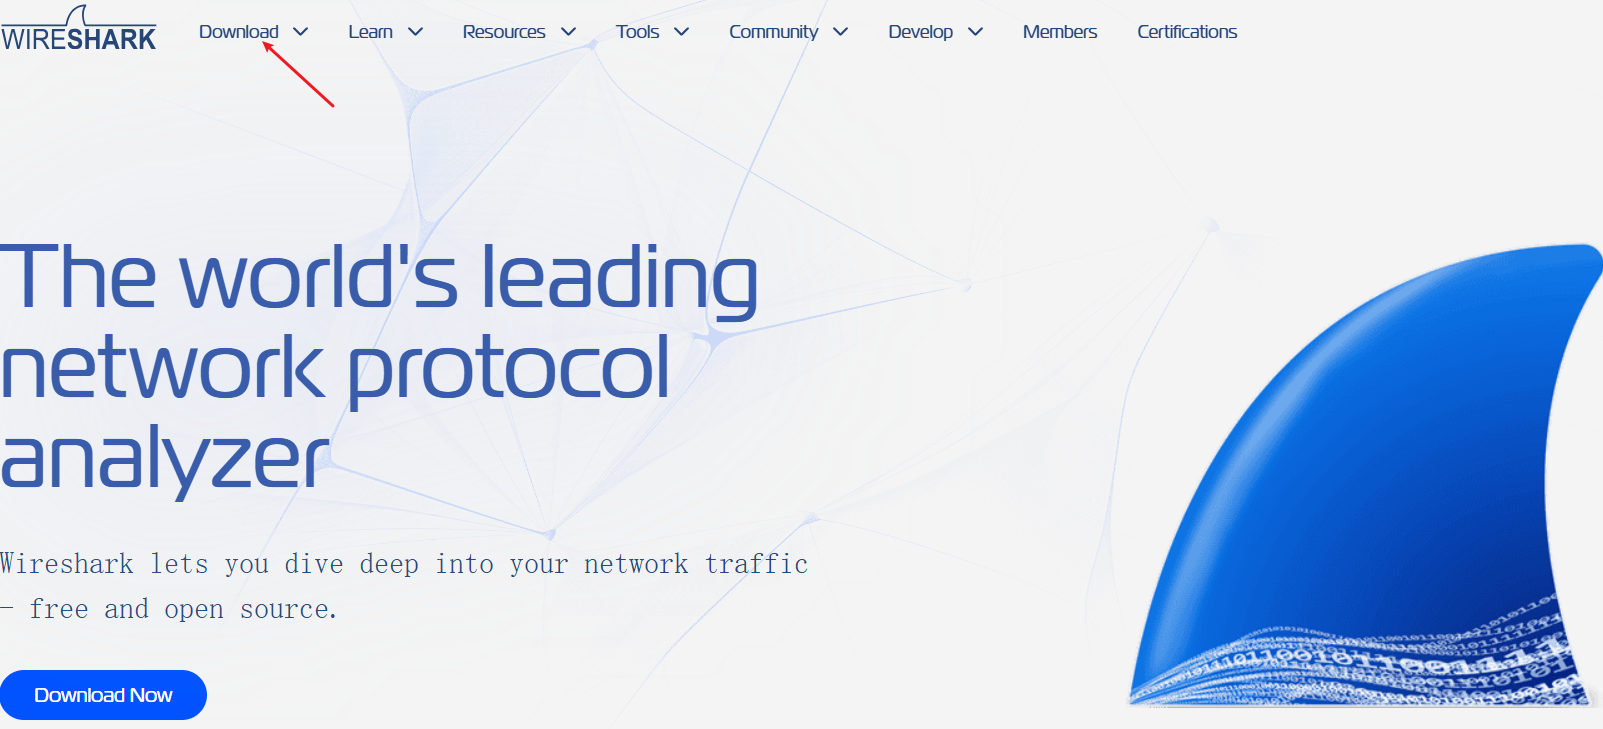 WIRESHARK Download Learn Resources Tools Community Develop Members Certifications
The world's leading
network protocol
analyzer
Wireshark lets you dive deep into your network traffic
— free and open source.
Download Now